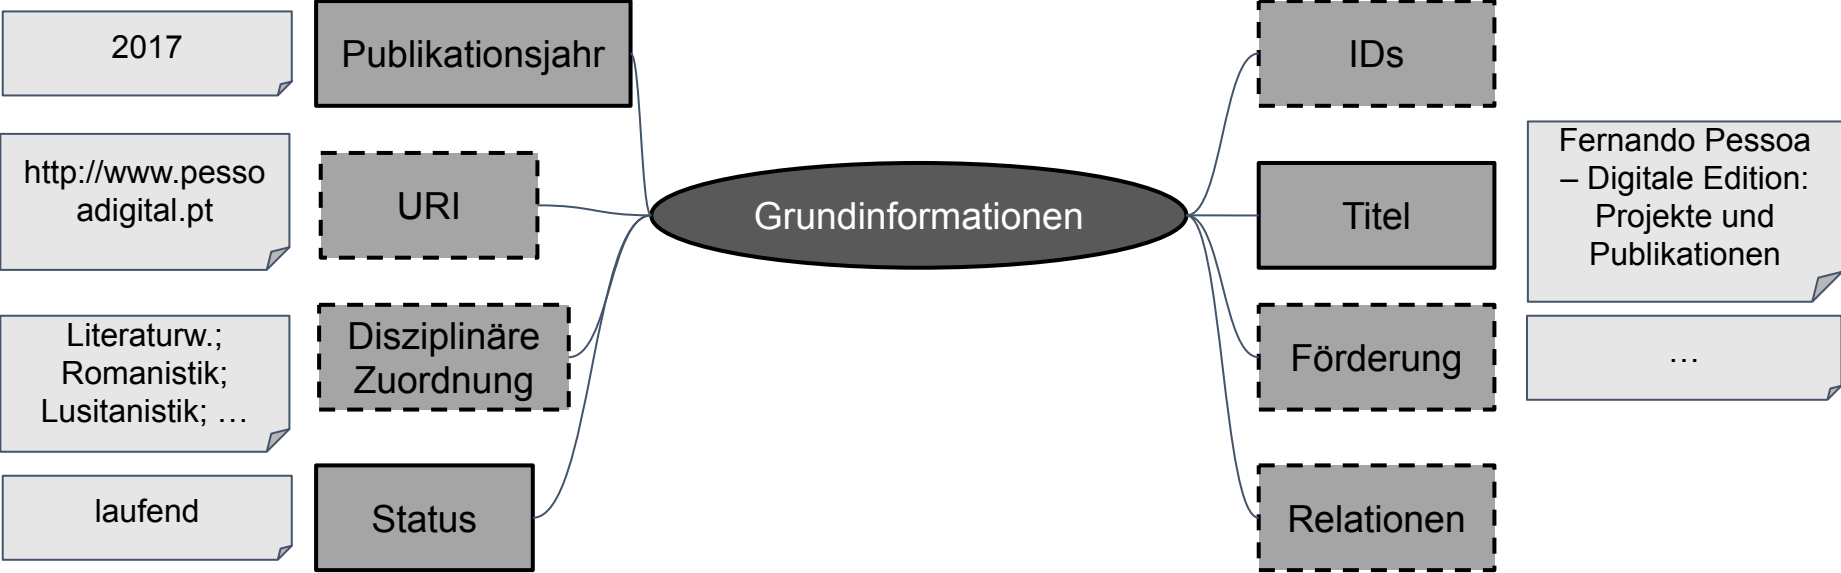 2017
Publikationsjahr
IDs
http://www.pesso
adigital.pt
URI
Grundinformationen
Titel
Fernando Pessoa
– Digitale Edition:
Projekte und
Publikationen
Literaturw.;
Romanistik;
Lusitanistik; …
Disziplinäre
Zuordnung
Förderung
…
laufend
Status
Relationen